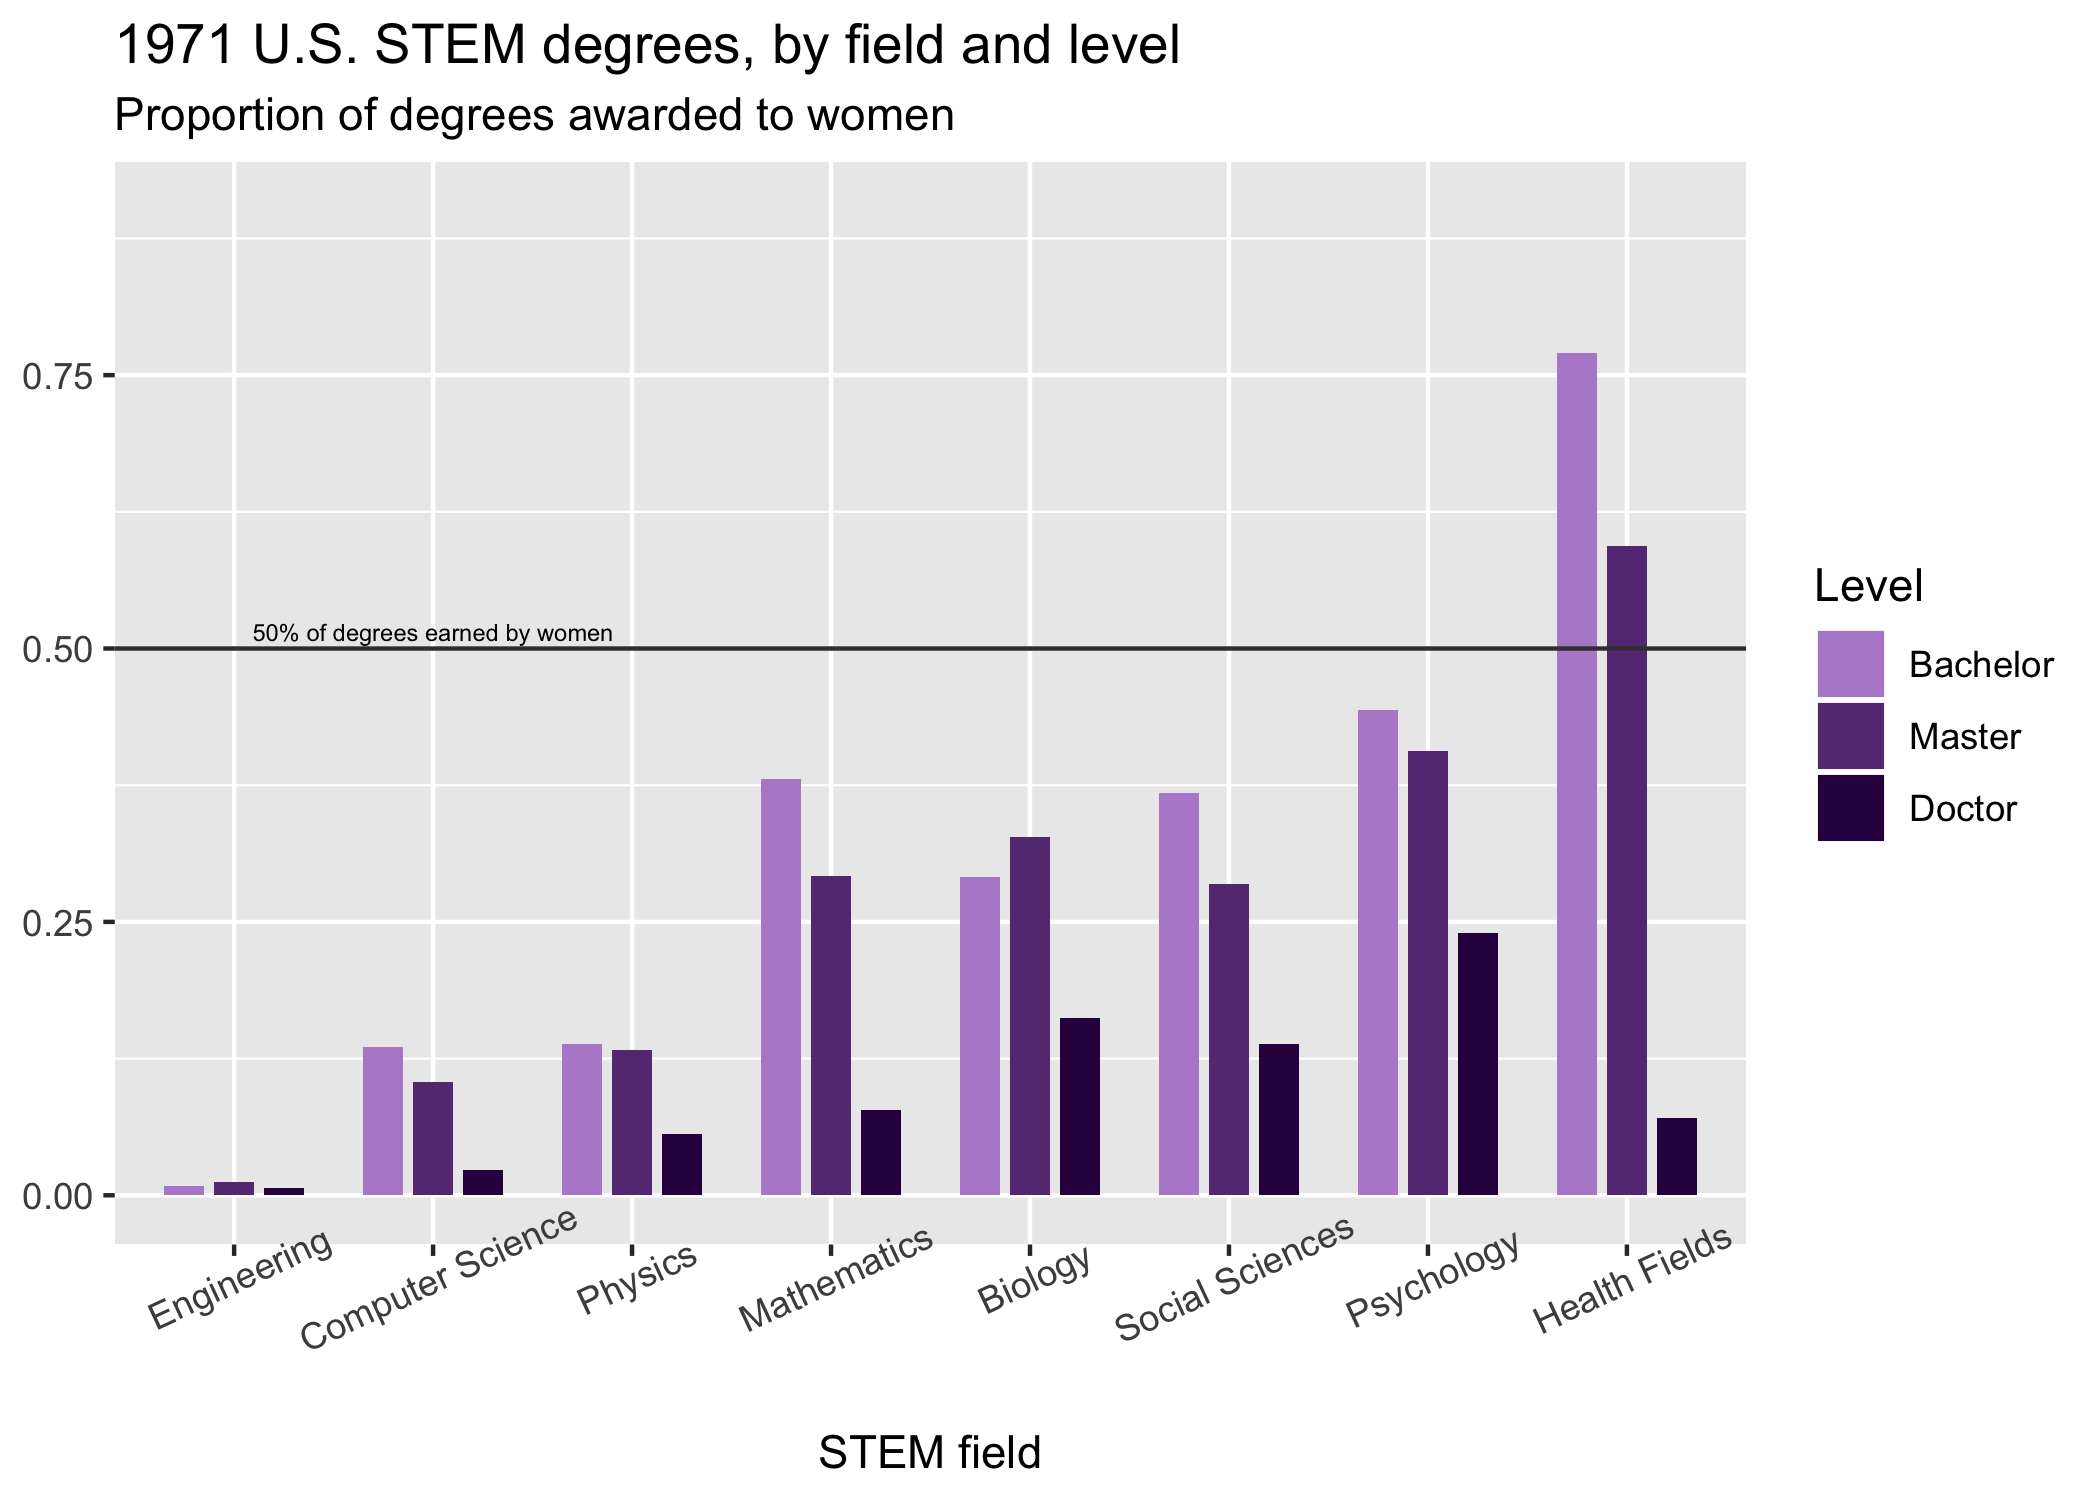 1971 U.S. STEM degrees, by field and level
Proportion of degrees awarded to women
0.75
0.50
0.25
0.00
50% of degrees earned by women
Engineering
Computer Science
Physics
Mathematics
Biology
Social Sciences
Psychology
Health Fields
STEM field
Level
Bachelor
Master
Doctor